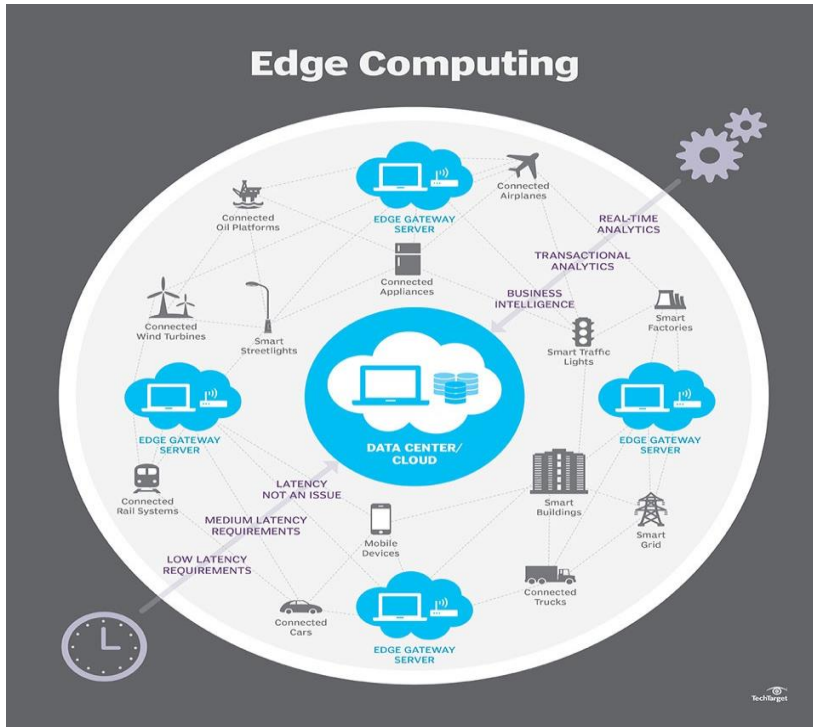 Edge Computing
Connected
Oil Platforms
EDGE GATEWAY
SERVER
Connected
Airplanes
REAL-TIME
ANALYTICS
TRANSACTIONAL
ANALYTICS
BUSINESS
INTELLIGENCE
Connected
Appliances
Connected
Wind Turbines
Smart
Streetlights
Smart Traffic
Lights
Smart
Factories
EDGE GATEWAY
SERVER
DATA CENTER/
CLOUD
EDGE GATEWAY
SERVER
Connected
Rail Systems
LATENCY
NOT AN ISSUE
MEDIUM LATENCY
REQUIREMENTS
LOW LATENCY
REQUIREMENTS
Mobile
Devices
Smart
Buildings
Smart
Grid
Connected
Cars
EDGE GATEWAY
SERVER
Connected
Trucks
TechTarget